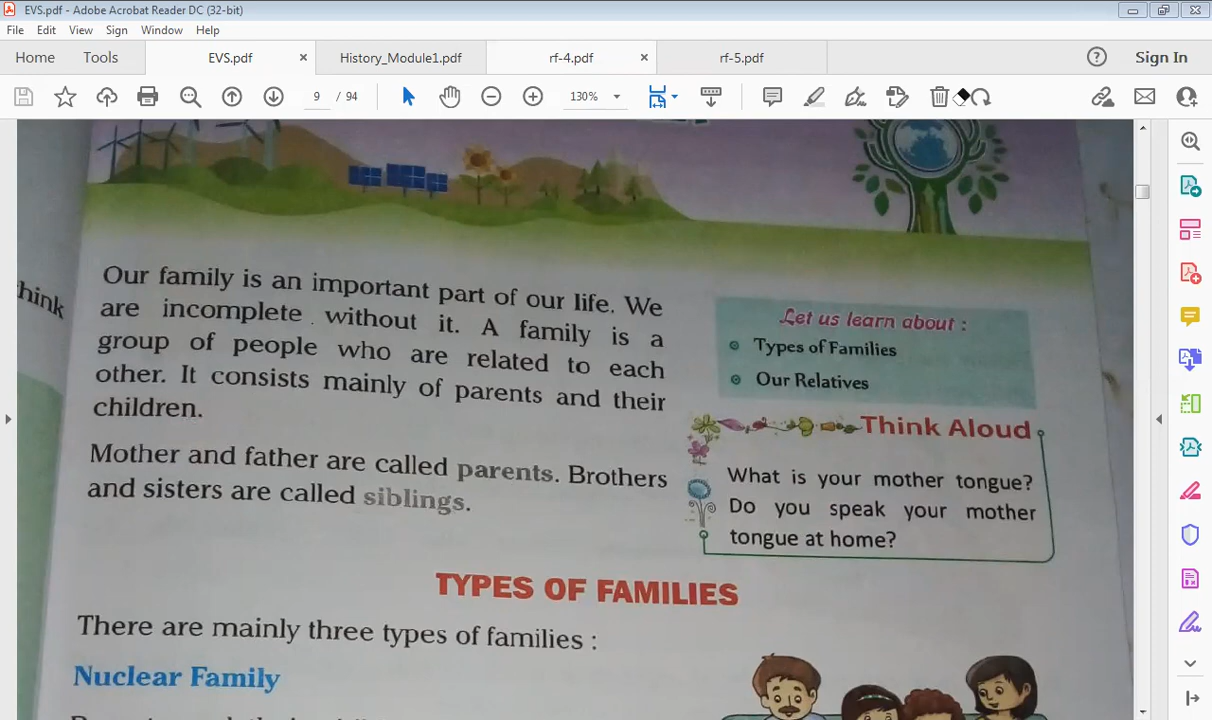 EVS.pdf - Adobe Acrobat Reader DC (32-bit)
File Edit View Sign Window Help
Home Tools EVS.pdf History_Module1.pdf rf-4.pdf rf-5.pdf Sign In
9 / 94 130%
hink
Our family is an important part of our life. We
are incomplete without it. A family is a
group of people who are related to each
other. It consists mainly of parents and their
children.
Mother and father are called parents. Brothers
and sisters are called siblings.
Let us learn about :
Types of Families
Our Relatives
Think Aloud
What is your mother tongue?
Do you speak your mother
tongue at home?
TYPES OF FAMILIES
There are mainly three types of families :
Nuclear Family